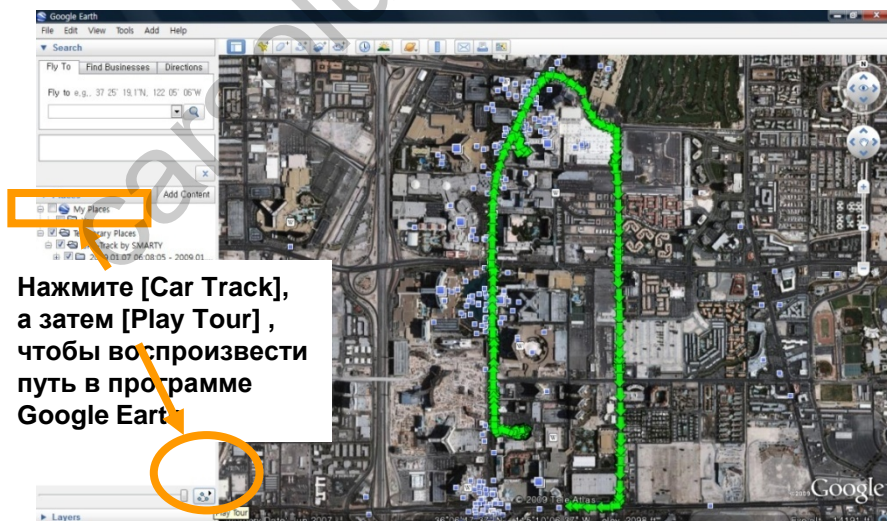 Google Earth
File Edit View Tools Add Help
Search
Fly To Find Businesses Directions
Fly to e.g., 37 25' 19.1"N, 122 05' 06"W
Add Content
My Places
Places
Track by SMARTY
2009.01.07 06:08:05 - 2009.01...
Нажмите [Car Track],
а затем [Play Tour] ,
чтобы воспроизвести
путь в программе
Google Eart
Play Tour
Layers
© 2009 Tele Atlas
2009 Google